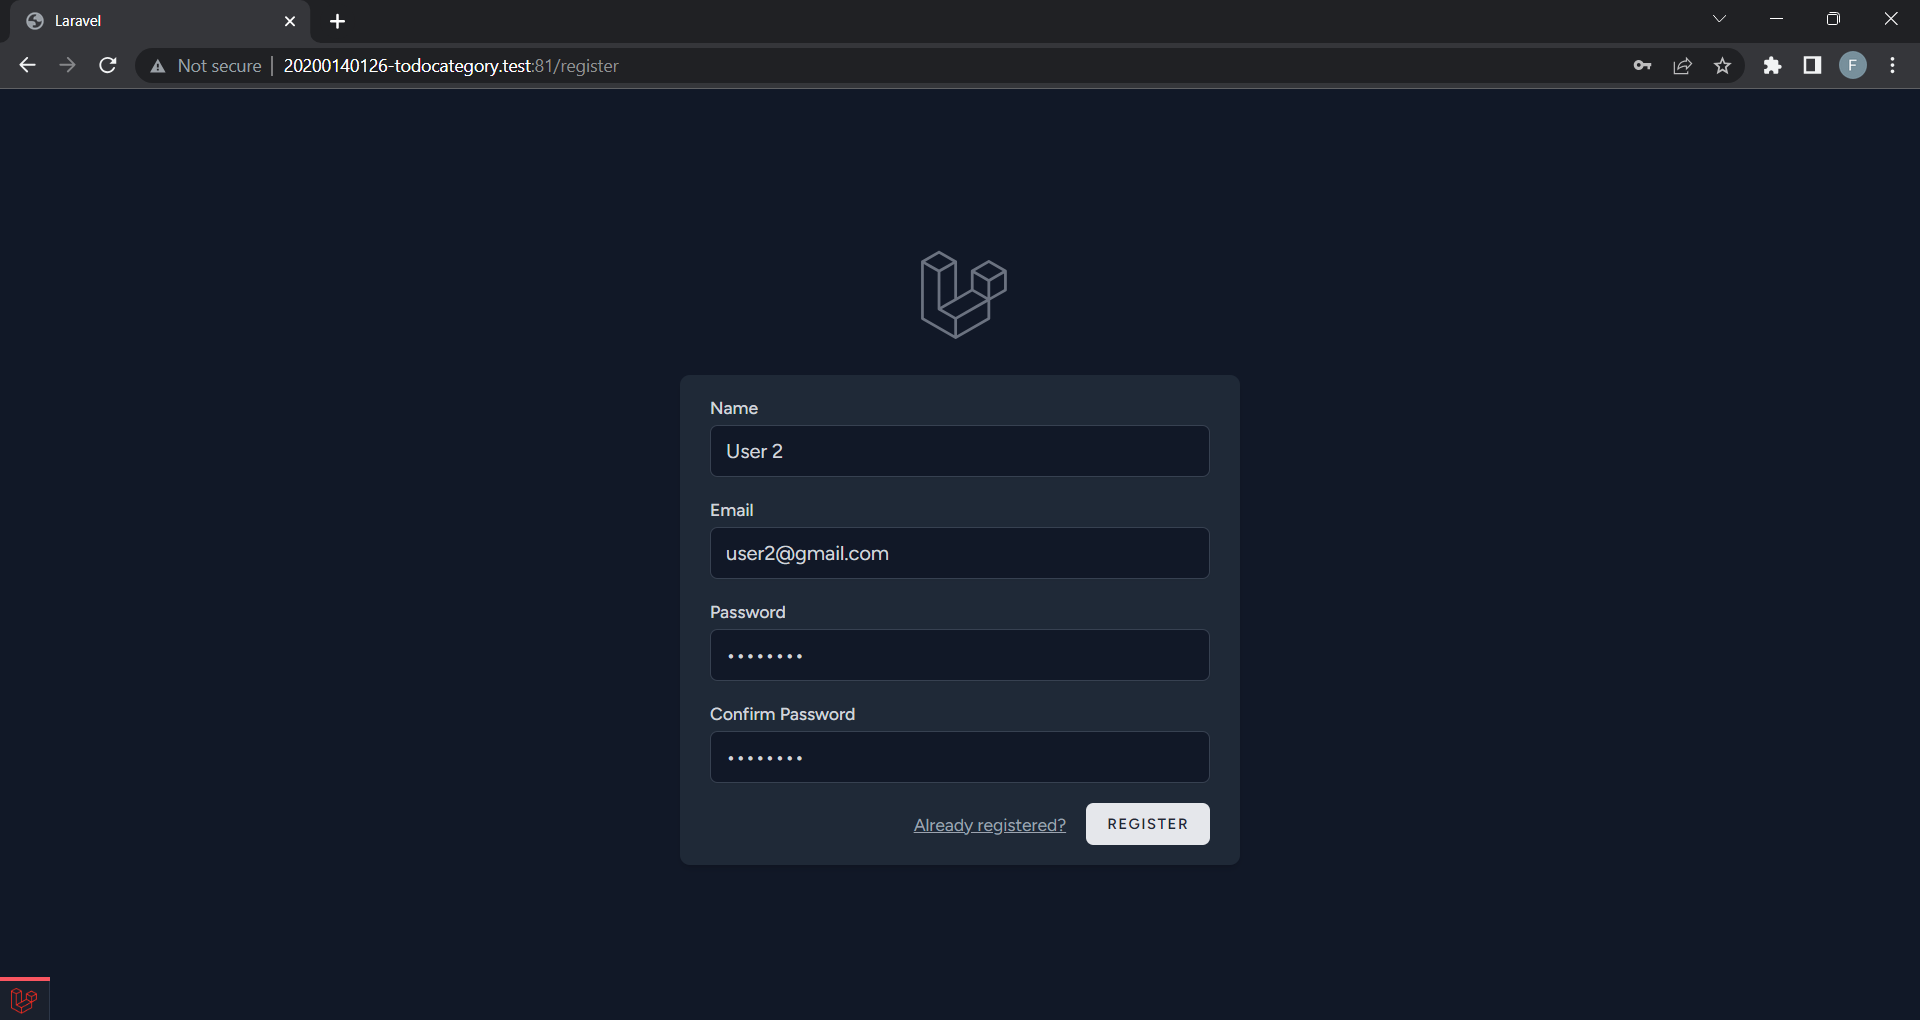 Laravel
Not secure | 20200140126-todocategory.test:81/register
F
Name
User 2
Email
user2@gmail.com
Password
••••••••
Confirm Password
••••••••
Already registered? REGISTER